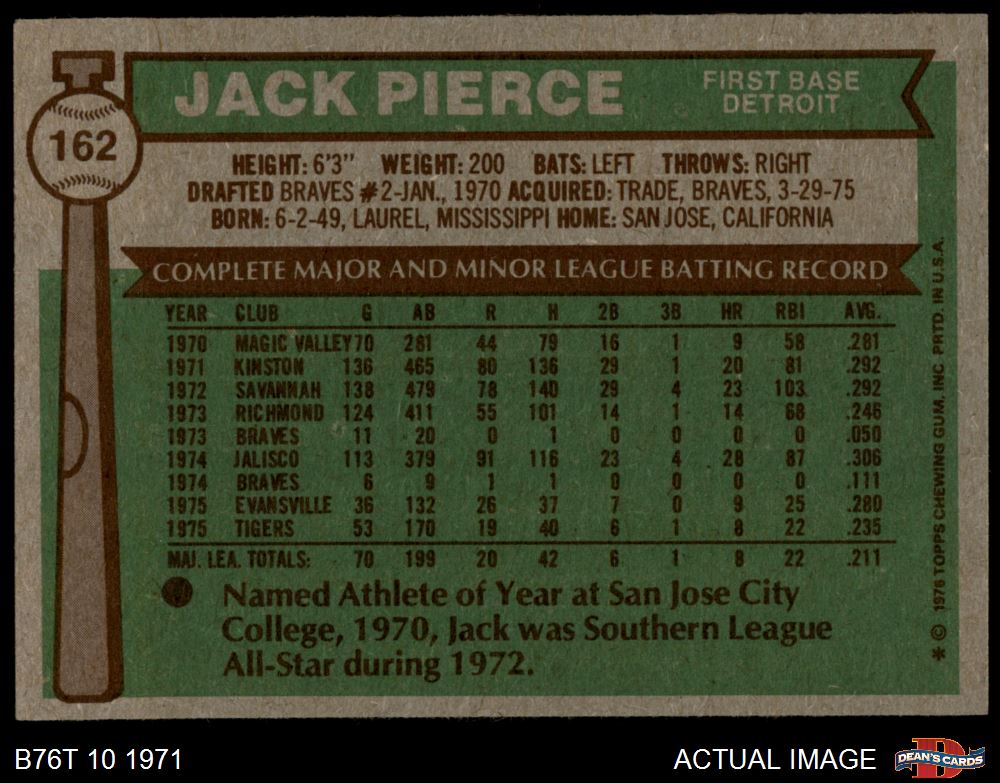 T
162
JACK PIERCE
FIRST BASE
DETROIT
HEIGHT: 6'3" WEIGHT: 200 BATS: LEFT THROWS: RIGHT
DRAFTED BRAVES #2-JAN., 1970 ACQUIRED: TRADE, BRAVES, 3-29-75
BORN: 6-2-49, LAUREL, MISSISSIPPI HOME: SAN JOSE, CALIFORNIA
COMPLETE MAJOR AND MINOR LEAGUE BATTING RECORD
YEAR CLUB G AB R H 2B 3B HR RBI AVG.
1970 MAGIC VALLEY 70 281 44 79 16 1 9 58 .281
1971 KINSTON 136 465 80 136 29 1 20 81 .292
1972 SAVANNAH 138 479 78 140 29 4 23 103 .292
1973 RICHMOND 124 411 55 101 14 1 14 68 .246
1973 BRAVES 11 20 0 1 0 0 0 0 .050
1974 JALISCO 113 379 91 116 23 4 28 87 .306
1974 BRAVES 6 9 1 1 0 0 0 0 .111
1975 EVANSVILLE 36 132 26 37 7 0 9 25 .280
1975 TIGERS 53 170 19 40 6 1 8 22 .235
MAJ. LEA. TOTALS: 70 199 20 42 6 1 8 22 .211
Named Athlete of Year at San Jose City
College, 1970, Jack was Southern League
All-Star during 1972.
* © 1976 TOPPS CHEWING GUM, INC PRTD. IN U.S.A.
B76T 10 1971
ACTUAL IMAGE
D
DEAN'S CARDS